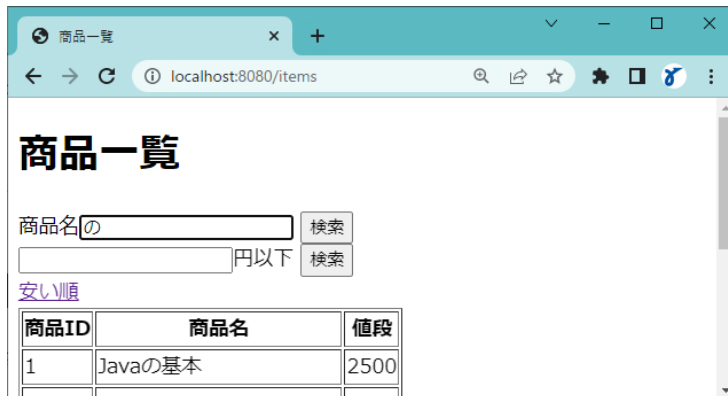 商品一覧
localhost:8080/items
商品一覧
商品名 の 検索
円以下 検索
安い順
商品ID 商品名 値段
1 Javaの基本 2500